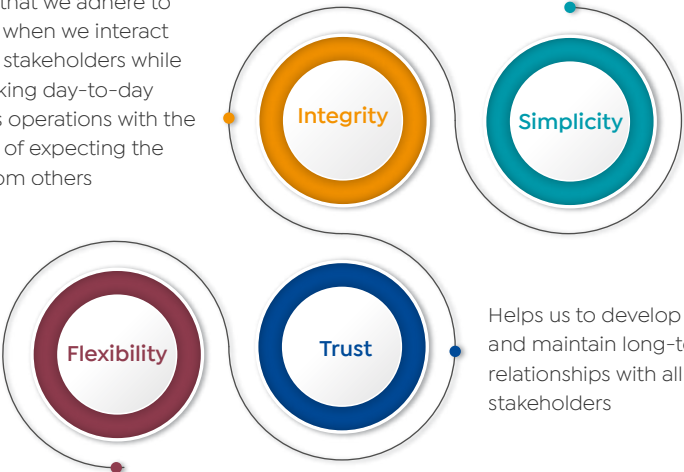 that we adhere to
when we interact
stakeholders while
king day-to-day
s operations with the
of expecting the
om others
Integrity
Simplicity
Flexibility
Trust
Helps us to develop
and maintain long-te
relationships with all
stakeholders